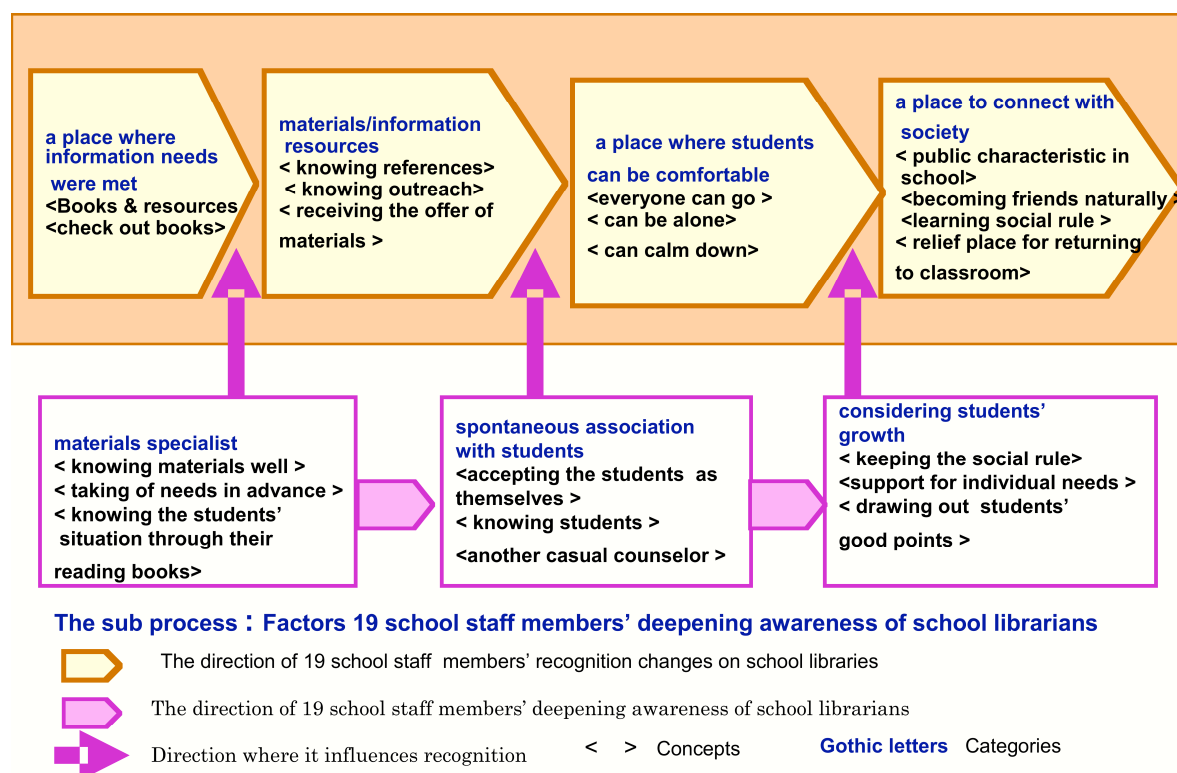 a place where
information needs
were met
<Books & resources
<check out books>
materials/information
resources
< knowing references>
< knowing outreach>
< receiving the offer of
materials >
a place where students
can be comfortable
<everyone can go >
< can be alone>
< can calm down>
a place to connect with
society
< public characteristic in
school>
<becoming friends naturally >
<learning social rule >
< relief place for returning
to classroom>
materials specialist
< knowing materials well >
< taking of needs in advance >
< knowing the students’
situation through their
reading books>
spontaneous association
with students
<accepting the students as
themselves >
< knowing students >
<another casual counselor >
considering students’
growth
< keeping the social rule>
<support for individual needs >
< drawing out students’
good points >
The sub process：Factors 19 school staff members’ deepening awareness of school librarians
The direction of 19 school staff members’ recognition changes on school libraries
The direction of 19 school staff members’ deepening awareness of school librarians
Direction where it influences recognition
< > Concepts
Gothic letters Categories